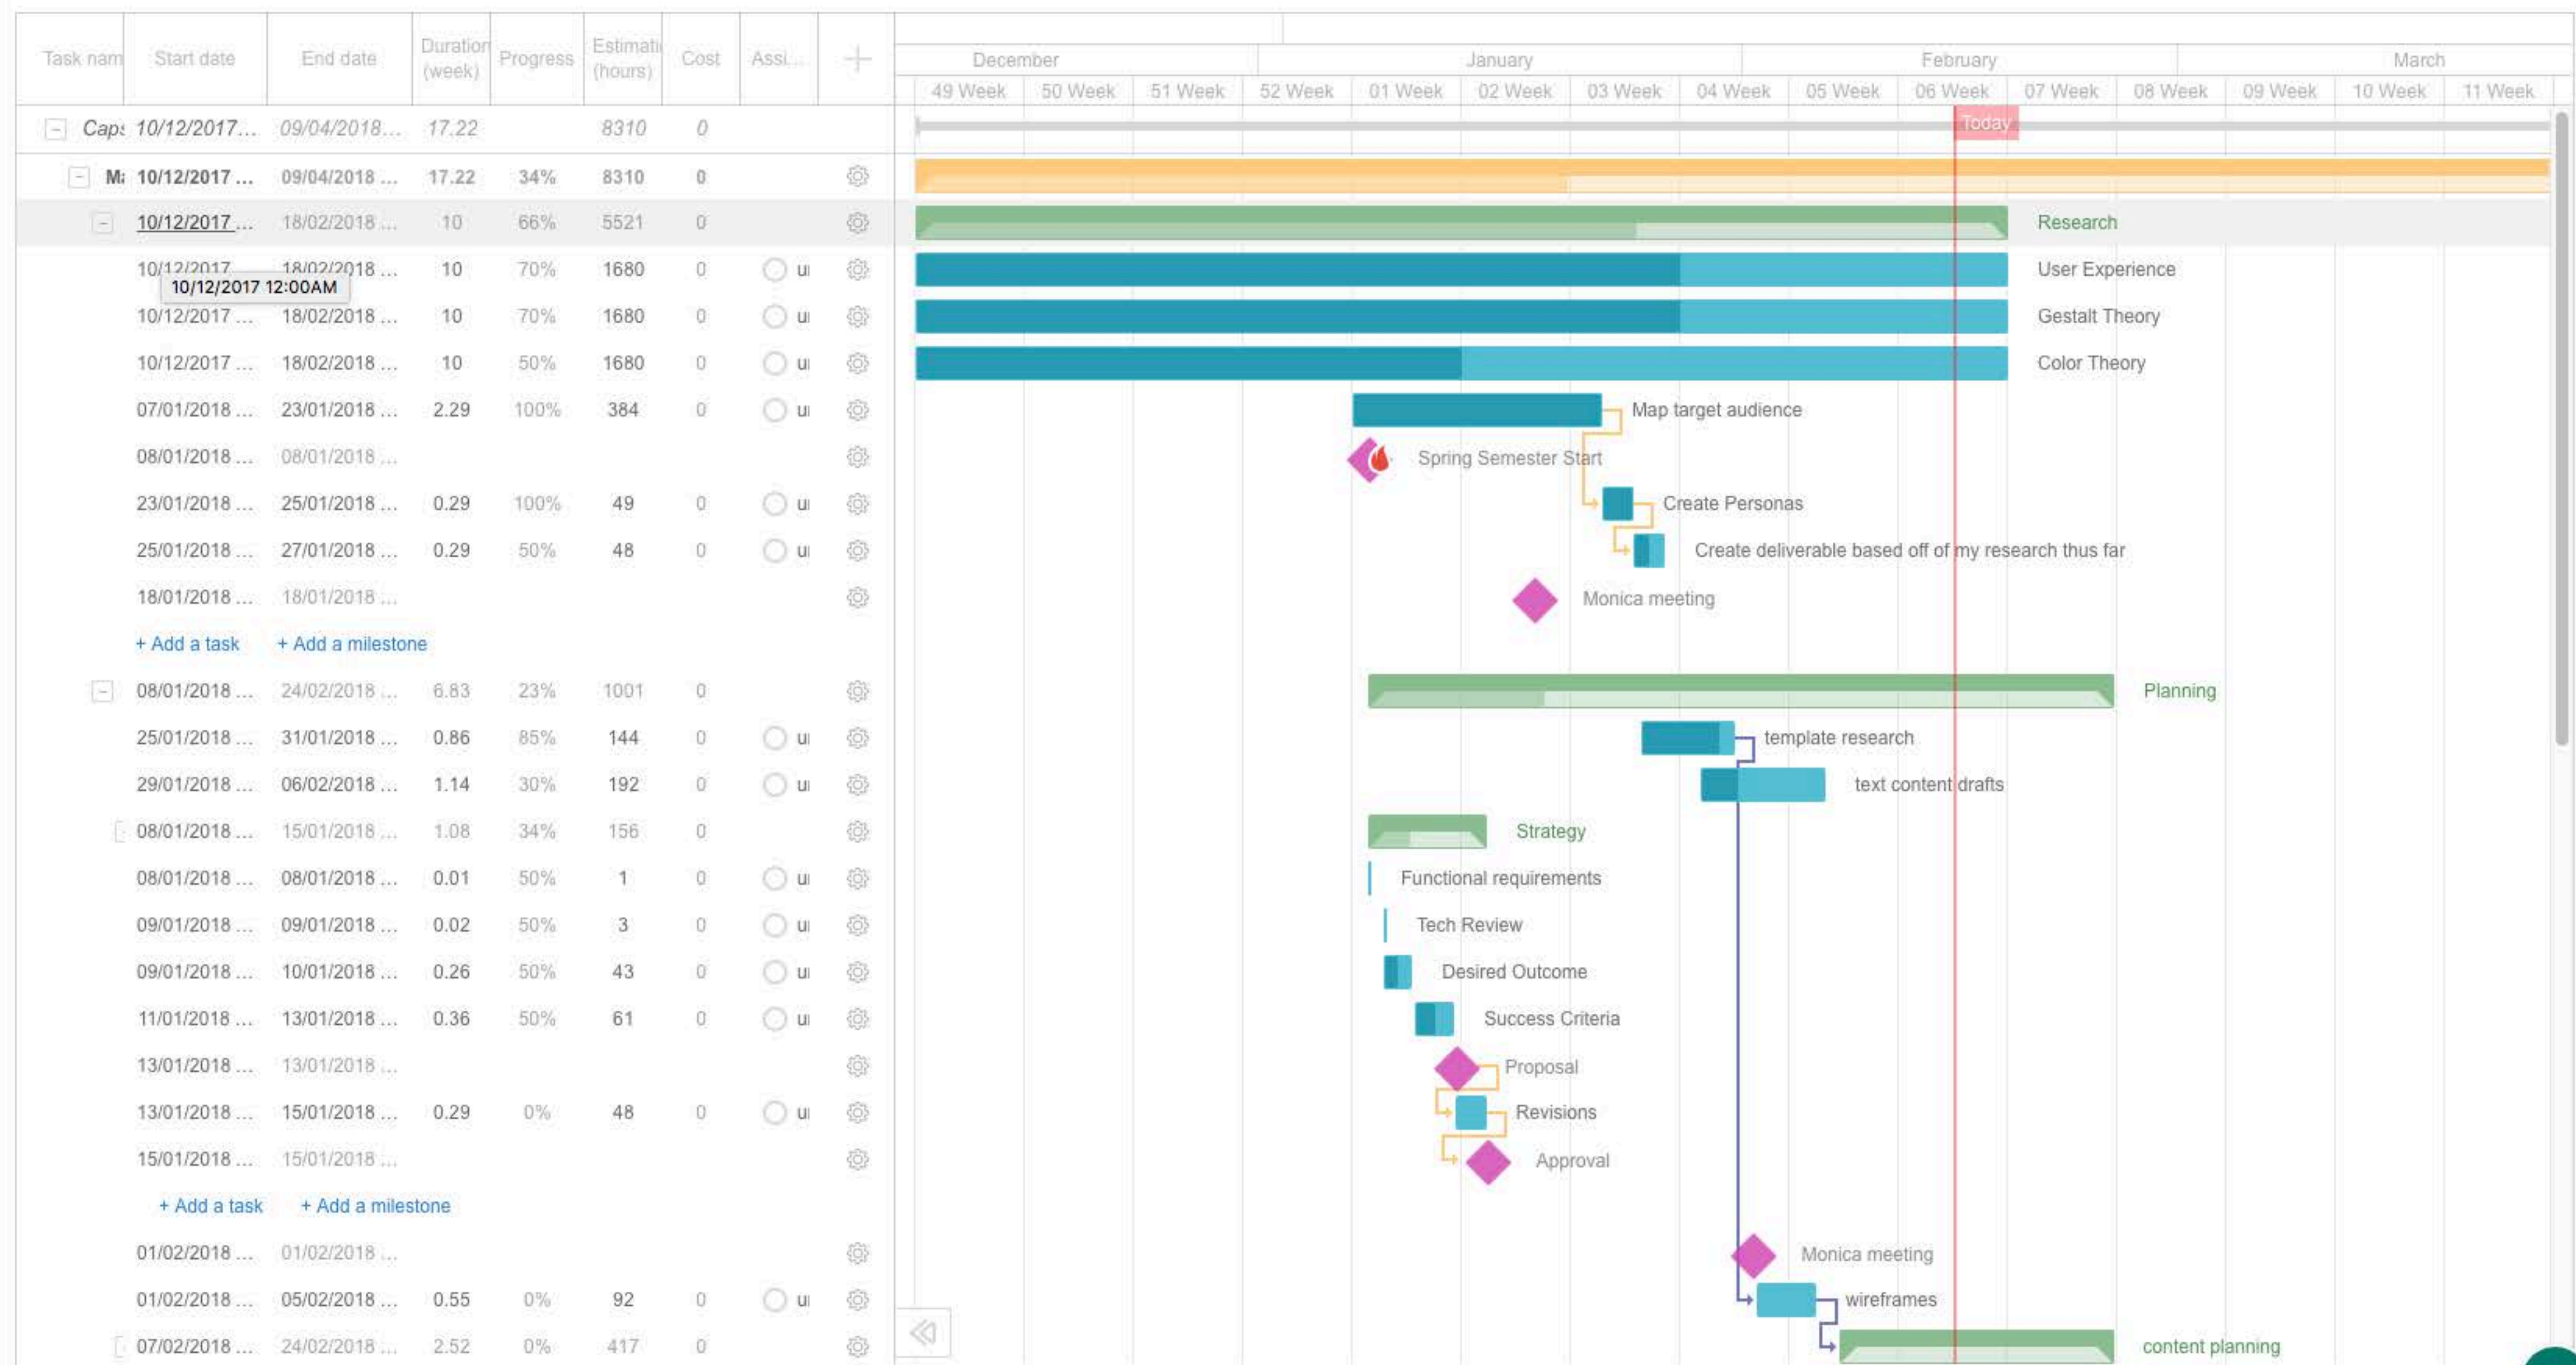 December January February March
Task nam Start date End date Duration (week) Progress Estimati (hours) Cost Assi...
49 Week 50 Week 51 Week 52 Week 01 Week 02 Week 03 Week 04 Week 05 Week 06 Week 07 Week 08 Week 09 Week 10 Week 11 Week
Caps 10/12/2017... 09/04/2018... 17.22 8310 0 Today
Ma 10/12/2017 ... 09/04/2018 ... 17.22 34% 8310 0
10/12/2017 ... 18/02/2018 ... 10 66% 5521 0 Research
10/12/2017 18/02/2018 ... 10 70% 1680 0 u User Experience
10/12/2017 12:00AM
10/12/2017 ... 18/02/2018 ... 10 70% 1680 0 u Gestalt Theory
10/12/2017 ... 18/02/2018 ... 10 50% 1680 0 u Color Theory
07/01/2018 ... 23/01/2018 ... 2.29 100% 384 0 u Map target audience
08/01/2018 ... 08/01/2018 ... Spring Semester Start
23/01/2018 ... 25/01/2018 ... 0.29 100% 49 0 u Create Personas
25/01/2018 ... 27/01/2018 ... 0.29 50% 48 0 u Create deliverable based off of my research thus far
18/01/2018 ... 18/01/2018 ... Monica meeting
+ Add a task + Add a milestone
08/01/2018 ... 24/02/2018 ... 6.83 23% 1001 0 Planning
25/01/2018 ... 31/01/2018 ... 0.86 85% 144 0 u template research
29/01/2018 ... 06/02/2018 ... 1.14 30% 192 0 u text content drafts
08/01/2018 ... 15/01/2018 ... 1.08 34% 156 0 Strategy
08/01/2018 ... 08/01/2018 ... 0.01 50% 1 0 u Functional requirements
09/01/2018 ... 09/01/2018 ... 0.02 50% 3 0 u Tech Review
09/01/2018 ... 10/01/2018 ... 0.26 50% 43 0 u Desired Outcome
11/01/2018 ... 13/01/2018 ... 0.36 50% 61 0 u Success Criteria
13/01/2018 ... 13/01/2018 ... Proposal
13/01/2018 ... 15/01/2018 ... 0.29 0% 48 0 u Revisions
15/01/2018 ... 15/01/2018 ... Approval
+ Add a task + Add a milestone
01/02/2018 ... 01/02/2018 ... Monica meeting
01/02/2018 ... 05/02/2018 ... 0.55 0% 92 0 u wireframes
07/02/2018 ... 24/02/2018 ... 2.52 0% 417 0 content planning